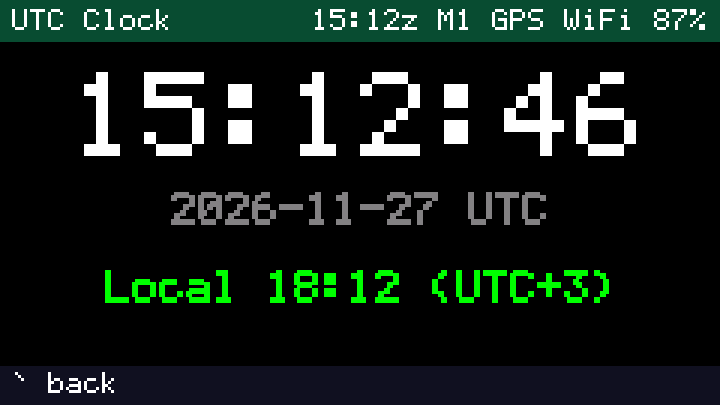 UTC Clock 15:12z M1 GPS WiFi 87%
15:12:46
2026-11-27 UTC
Local 18:12 (UTC+3)
` back